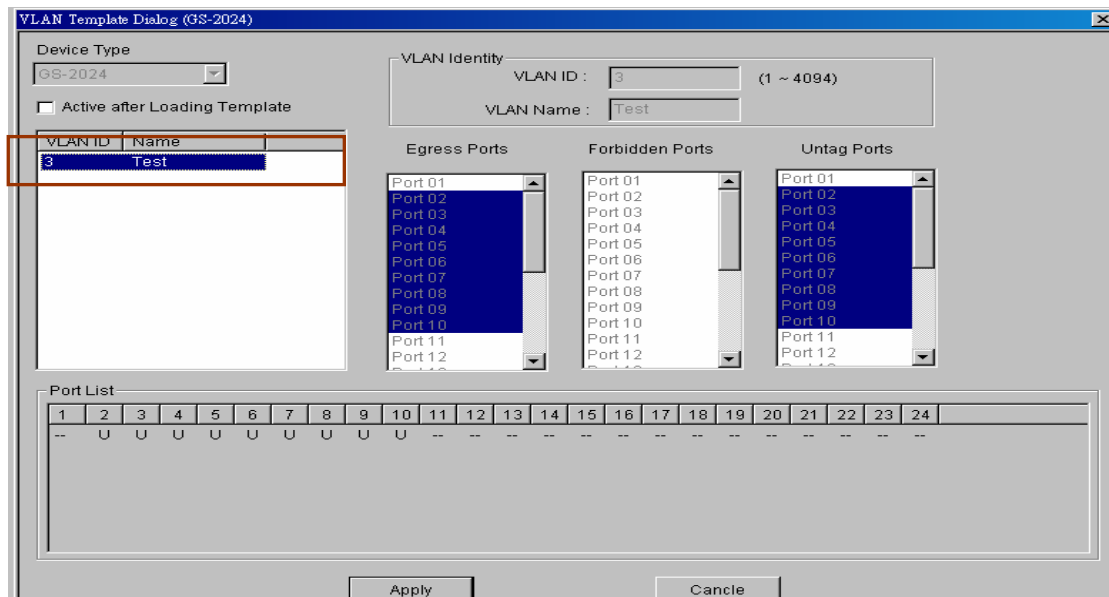 VLAN Template Dialog (GS-2024)
Device Type
GS-2024
Active after Loading Template
VLAN Identity
VLAN ID : 3 (1 ~ 4094)
VLAN Name : Test
VLAN ID Name
3 Test
Egress Ports
Port 01
Port 02
Port 03
Port 04
Port 05
Port 06
Port 07
Port 08
Port 09
Port 10
Port 11
Port 12
Forbidden Ports
Port 01
Port 02
Port 03
Port 04
Port 05
Port 06
Port 07
Port 08
Port 09
Port 10
Port 11
Port 12
Untag Ports
Port 01
Port 02
Port 03
Port 04
Port 05
Port 06
Port 07
Port 08
Port 09
Port 10
Port 11
Port 12
Port List
1 2 3 4 5 6 7 8 9 10 11 12 13 14 15 16 17 18 19 20 21 22 23 24
-- U U U U U U U U U -- -- -- -- -- -- -- -- -- -- -- -- -- --
Apply Cancle